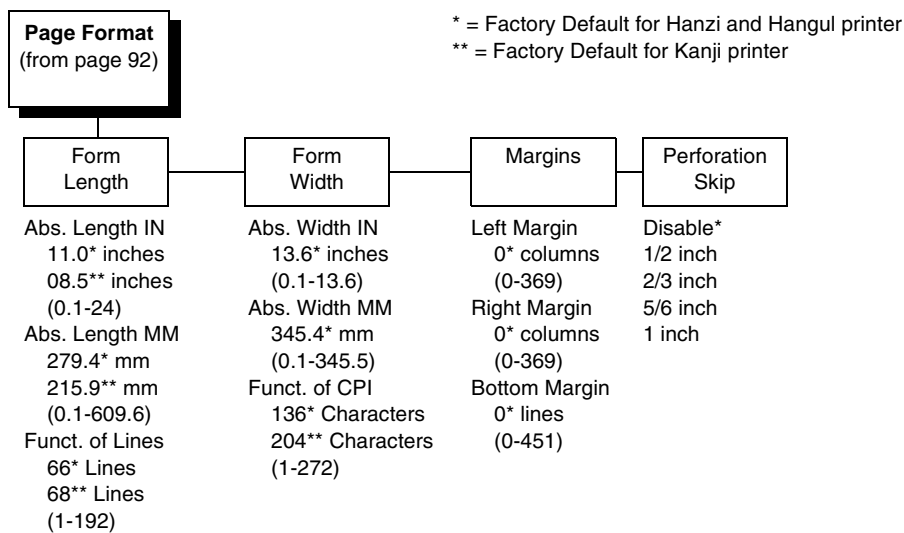 Page Format
(from page 92)
* = Factory Default for Hanzi and Hangul printer
** = Factory Default for Kanji printer
Form
Length
Abs. Length IN
11.0* inches
08.5** inches
(0.1-24)
Abs. Length MM
279.4* mm
215.9** mm
(0.1-609.6)
Funct. of Lines
66* Lines
68** Lines
(1-192)
Form
Width
Abs. Width IN
13.6* inches
(0.1-13.6)
Abs. Width MM
345.4* mm
(0.1-345.5)
Funct. of CPI
136* Characters
204** Characters
(1-272)
Margins
Left Margin
0* columns
(0-369)
Right Margin
0* columns
(0-369)
Bottom Margin
0* lines
(0-451)
Perforation
Skip
Disable*
1/2 inch
2/3 inch
5/6 inch
1 inch